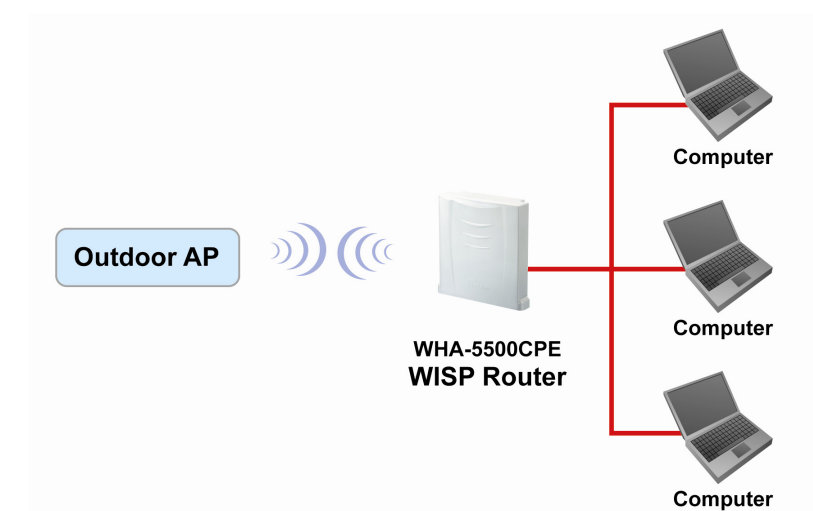 Computer
Outdoor AP
Computer
WHA-5500CPE
WISP Router
Computer